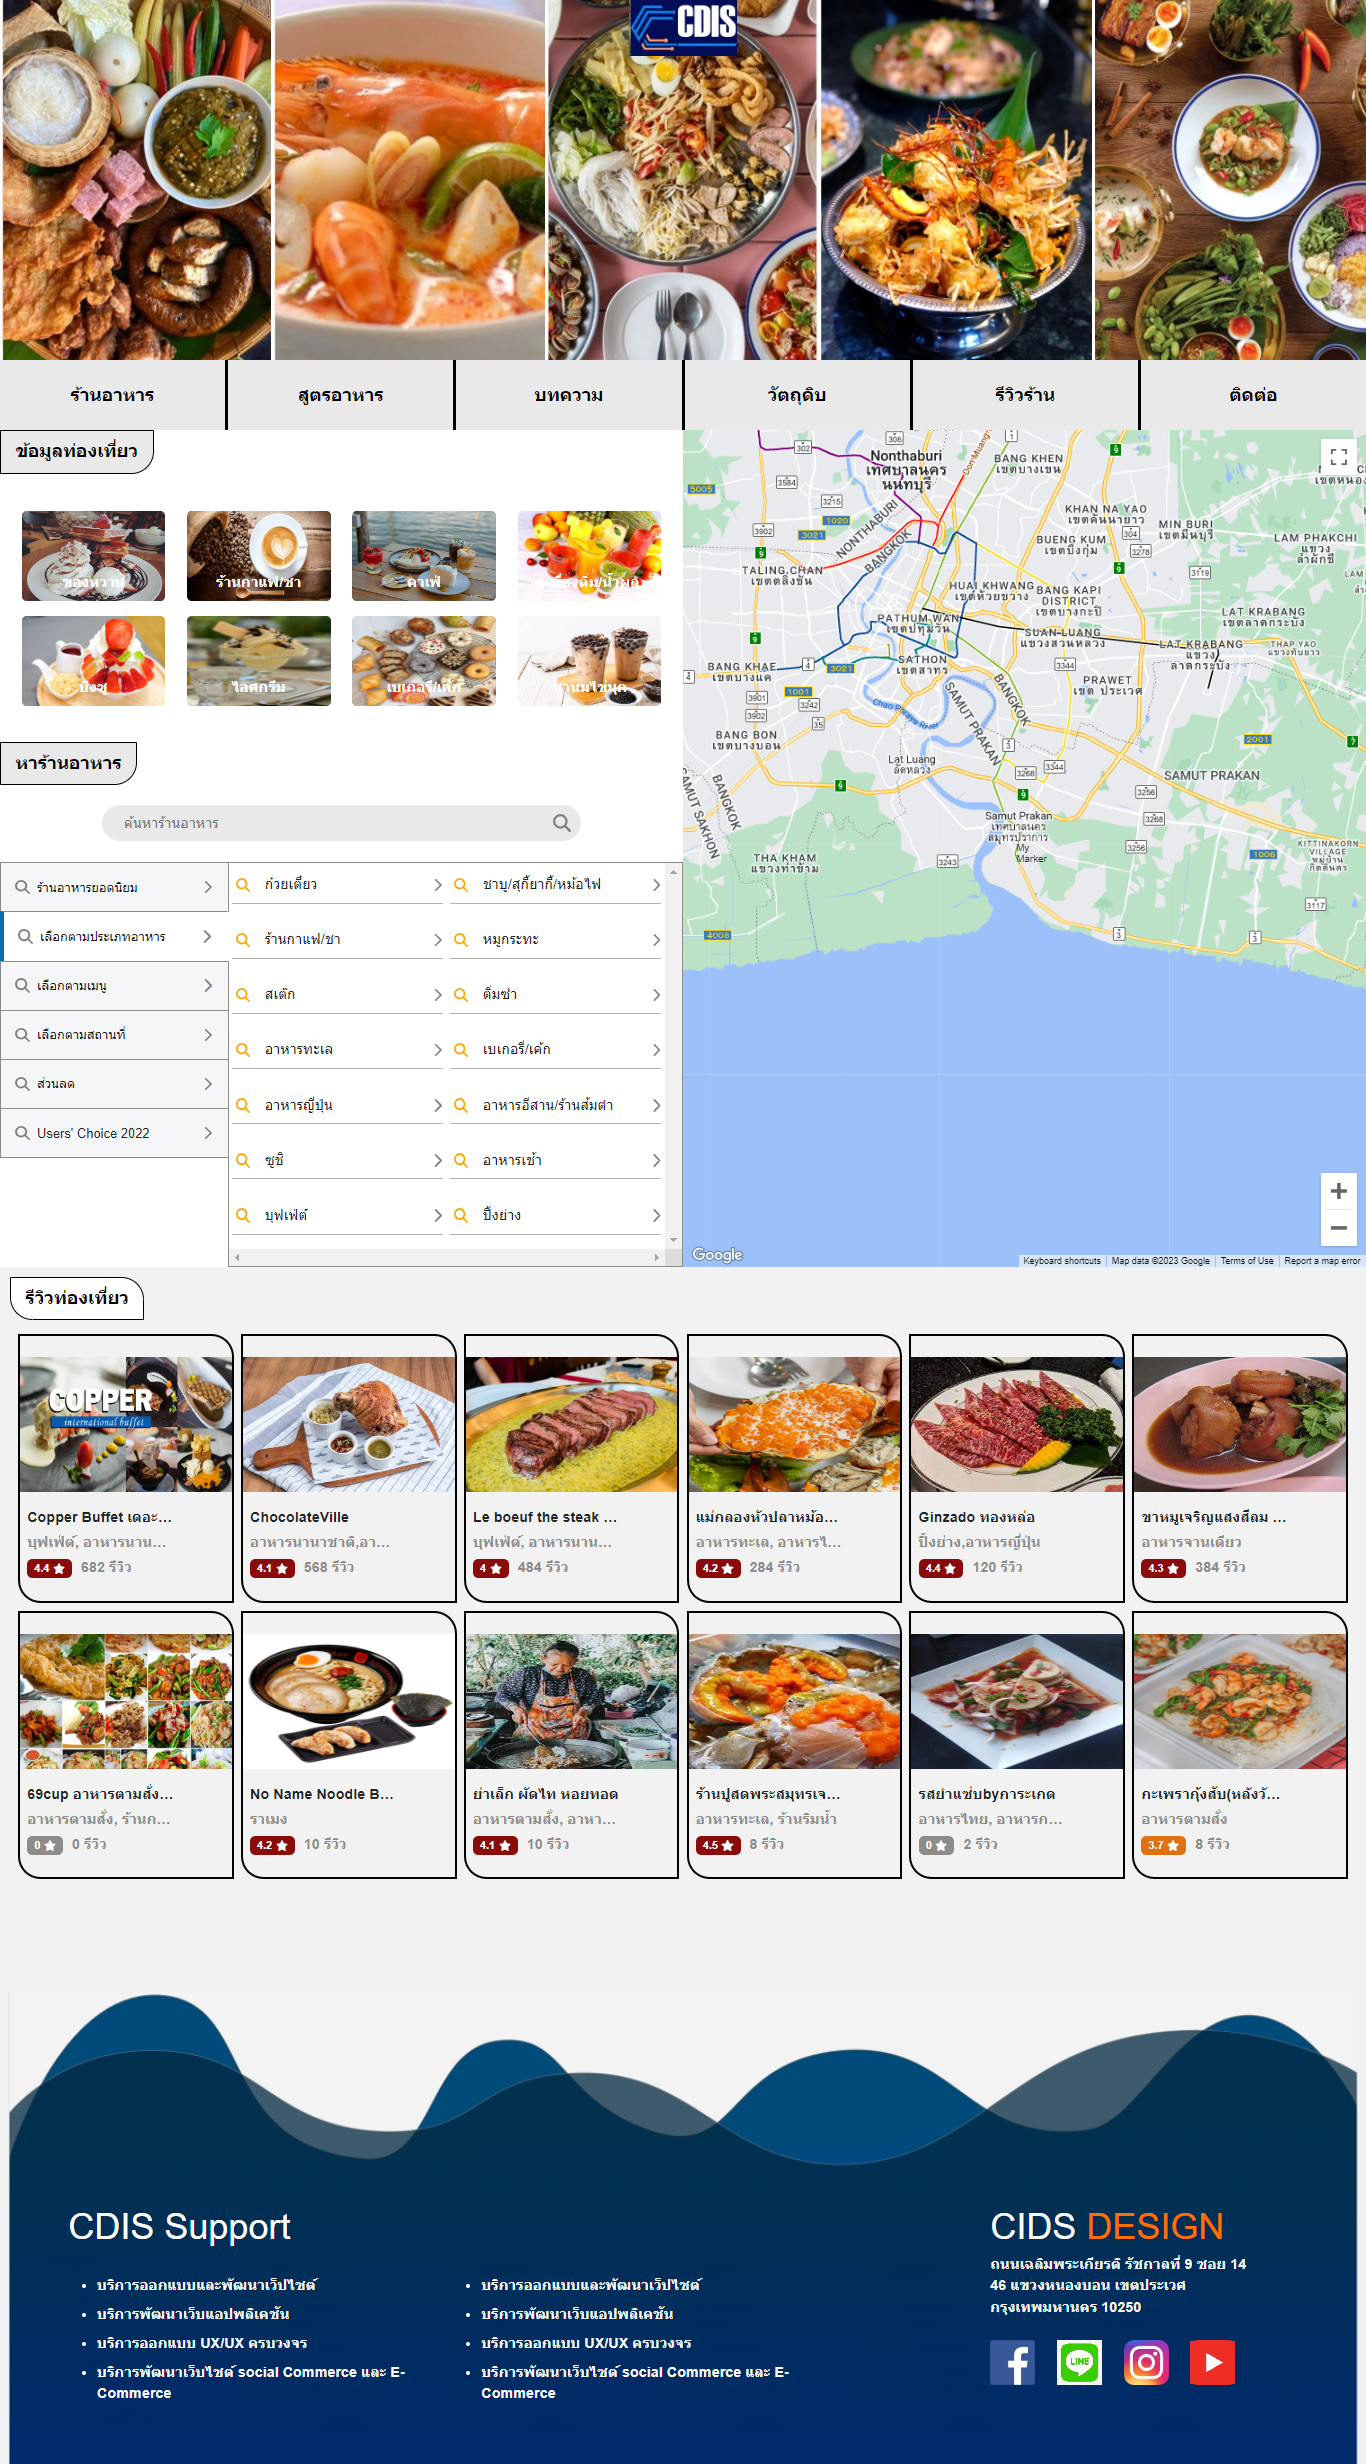 CDIS
ร้านอาหาร
สูตรอาหาร
บทความ
วัตถุดิบ
รีวิวร้าน
ติดต่อ
ข้อมูลท่องเที่ยว
ของหวาน
ร้านกาแฟ/ชา
คาเฟ่
เครื่องดื่ม/น้ำผลไม้
บิงซู
ไอศกรีม
เบเกอรี่/เค้ก
ชานมไข่มุก
หาร้านอาหาร
ค้นหาร้านอาหาร
ร้านอาหารยอดนิยม
เลือกตามประเภทอาหาร
เลือกตามเมนู
เลือกตามสถานที่
ส่วนลด
Users' Choice 2022
ก๋วยเตี๋ยว
ชาบู/สุกี้ยากี้/หม้อไฟ
ร้านกาแฟ/ชา
หมูกระทะ
สเต๊ก
ติ่มซำ
อาหารทะเล
เบเกอรี่/เค้ก
อาหารญี่ปุ่น
อาหารอีสาน/ร้านส้มตำ
ซูชิ
อาหารเช้า
บุฟเฟ่ต์
ปิ้งย่าง
306
302
Nonthaburi
เทศบาลนคร
นนทบุรี
Don Muang
1
BANG KHEN
เขตบางเขน
9
3584
5005
3215
1020
3902
3021
NONTHABURI
BANGKOK
KHAN NA YAO
เขตคันนายาว
MIN BURI
เขตมีนบุรี
304
BUENG KUM
เขตบึงกุ่ม
3278
LAM PHAKCHI
แขวง
ลำผักชี
9
TALING CHAN
เขตตลิ่งชัน
9
3119
HUAI KHWANG
เขตห้วยขวาง
BANG KAPI
DISTRICT
เขตบางกะปิ
LAT KRABANG
เขตลาดกระบัง
PATHUM WAN
เขตปทุมวัน
SUAN LUANG
แขวงสวนหลวง
9
LAT KRABANG
แขวง
ลาดกระบัง
THAP YAO
แขวงทับยาว
BANG KHAE
เขตบางแค
4
4
3021
SATHON
เขตสาทร
3344
PRAWET
เขต ประเวศ
1001
3901
3242
3902
35
Chao Phraya River
SAMUT PRAKAN
BANGKOK
BANG BON
เขตบางบอน
3
2001
7
Lat Luang
ลัดหลวง
3268
3344
SAMUT PRAKAN
SAMUT SAKHON
BANGKOK
9
9
3256
Samut Prakan
เทศบาลนคร
สมุทรปราการ
My
Marker
3268
3256
KITTINAKORN
VILLAGE
หมู่บ้าน
กิตตินคร
1006
THA KHAM
แขวงท่าข้าม
3243
3117
4008
3
3
Google
Keyboard shortcuts
Map data ©2023 Google
Terms of Use
Report a map error
รีวิวท่องเที่ยว
COPPER
international buffet
Copper Buffet เดอะ...
บุฟเฟ่ต์, อาหารนาน...
4.4 682 รีวิว
ChocolateVille
อาหารนานาชาติ,อา...
4.1 568 รีวิว
Le boeuf the steak ...
บุฟเฟ่ต์, อาหารนาน...
4 484 รีวิว
แม่กลองหัวปลาหม้อ...
อาหารทะเล, อาหารไ...
4.2 284 รีวิว
Ginzado ทองหล่อ
ปิ้งย่าง,อาหารญี่ปุ่น
4.4 120 รีวิว
ขาหมูเจริญแสงสีลม ...
อาหารจานเดียว
4.3 384 รีวิว
69cup อาหารตามสั่ง...
อาหารตามสั่ง, ร้านก...
0 0 รีวิว
No Name Noodle B...
ราเมง
4.2 10 รีวิว
ย่าเล็ก ผัดไท หอยทอด
อาหารตามสั่ง, อาหา...
4.1 10 รีวิว
ร้านปูสดพระสมุทรเจ...
อาหารทะเล, ร้านริมน้ำ
4.5 8 รีวิว
รสยำแซ่บbyการะเกด
อาหารไทย, อาหารก...
0 2 รีวิว
กะเพรากุ้งสับ(หลังวั...
อาหารตามสั่ง
3.7 8 รีวิว
CDIS Support
บริการออกแบบและพัฒนาเว็ปไซต์
บริการพัฒนาเว็บแอปพลิเคชัน
บริการออกแบบ UX/UX ครบวงจร
บริการพัฒนาเว็บไซต์ social Commerce และ E-
Commerce
บริการออกแบบและพัฒนาเว็ปไซต์
บริการพัฒนาเว็บแอปพลิเคชัน
บริการออกแบบ UX/UX ครบวงจร
บริการพัฒนาเว็บไซต์ social Commerce และ E-
Commerce
CIDS DESIGN
ถนนเฉลิมพระเกียรติ รัชกาลที่ 9 ซอย 14
46 แขวงหนองบอน เขตประเวศ
กรุงเทพมหานคร 10250
LINE